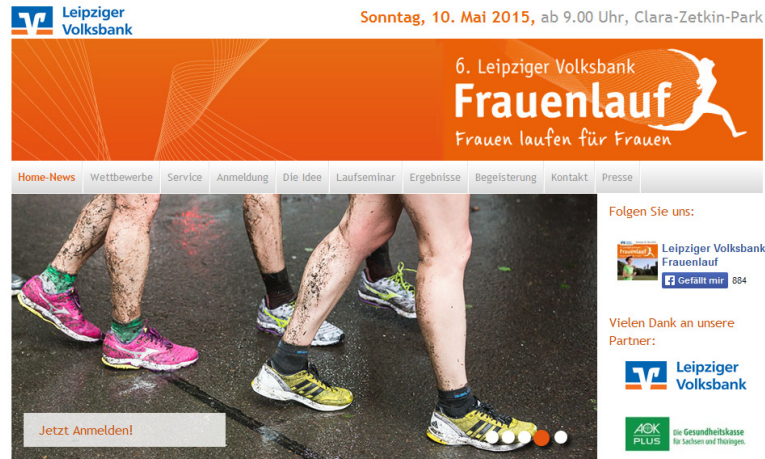 Leipziger
Volksbank
Sonntag, 10. Mai 2015, ab 9.00 Uhr, Clara-Zetkin-Park
6. Leipziger Volksbank
Frauenlauf
Frauen laufen für Frauen
Home-News Wettbewerbe Service Anmeldung Die Idee Laufseminar Ergebnisse Begeisterung Kontakt Presse
Jetzt Anmelden!
Folgen Sie uns:
Leipziger Volksbank
Frauenlauf
Gefällt mir 884
Vielen Dank an unsere
Partner:
Leipziger
Volksbank
AOK
PLUS
Die Gesundheitskasse
für Sachsen und Thüringen.